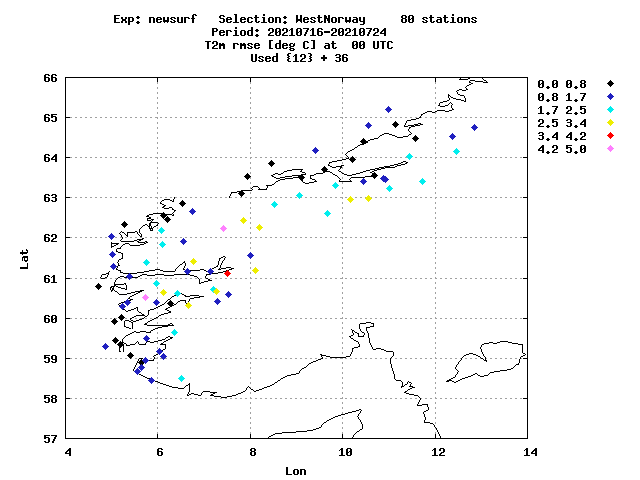 Exp: newsurf   Selection: WestNorway     80 stations
Period: 20210716-20210724
T2m rmse [deg C] at  00 UTC
Used {12} + 36
66
65
64
63
62
61
60
59
58
57
Lat
4 6 8 10 12 14
Lon
0.0 0.8
0.8 1.7
1.7 2.5
2.5 3.4
3.4 4.2
4.2 5.0